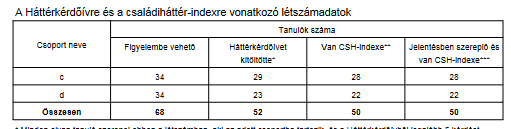 A Háttérkérdőívre és a családiháttér-indexre vonatkozó létszámadatok
Csoport neve
Tanulók száma
Figyelembe vehető
Háttérkérdőívet kitöltötte*
Van CSH-indexe**
Jelentésben szereplő és van CSH-indexe***
c 34 29 28 28
d 34 23 22 22
Összesen 68 52 50 50